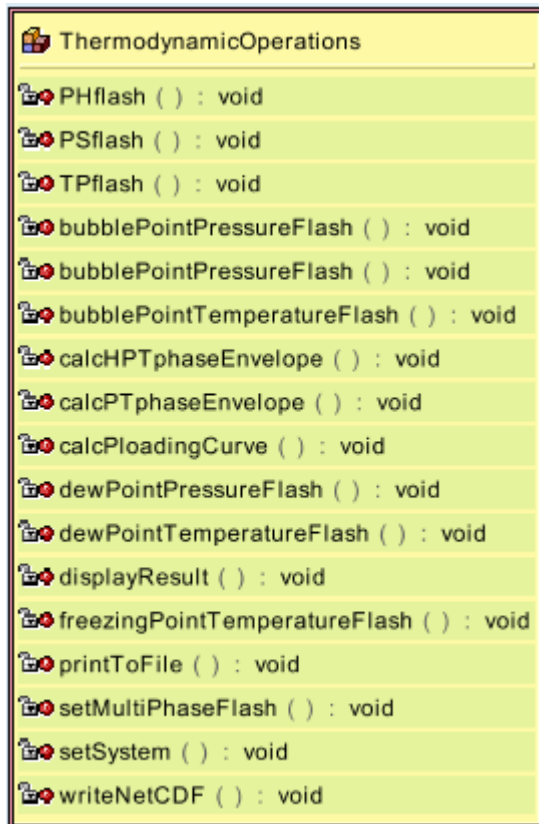 ThermodynamicOperations
PHflash ( ) : void
PSflash ( ) : void
TPflash ( ) : void
bubblePointPressureFlash ( ) : void
bubblePointPressureFlash ( ) : void
bubblePointTemperatureFlash ( ) : void
calcHPTphaseEnvelope ( ) : void
calcPTphaseEnvelope ( ) : void
calcPloadingCurve ( ) : void
dewPointPressureFlash ( ) : void
dewPointTemperatureFlash ( ) : void
displayResult ( ) : void
freezingPointTemperatureFlash ( ) : void
printToFile ( ) : void
setMultiPhaseFlash ( ) : void
setSystem ( ) : void
writeNetCDF ( ) : void